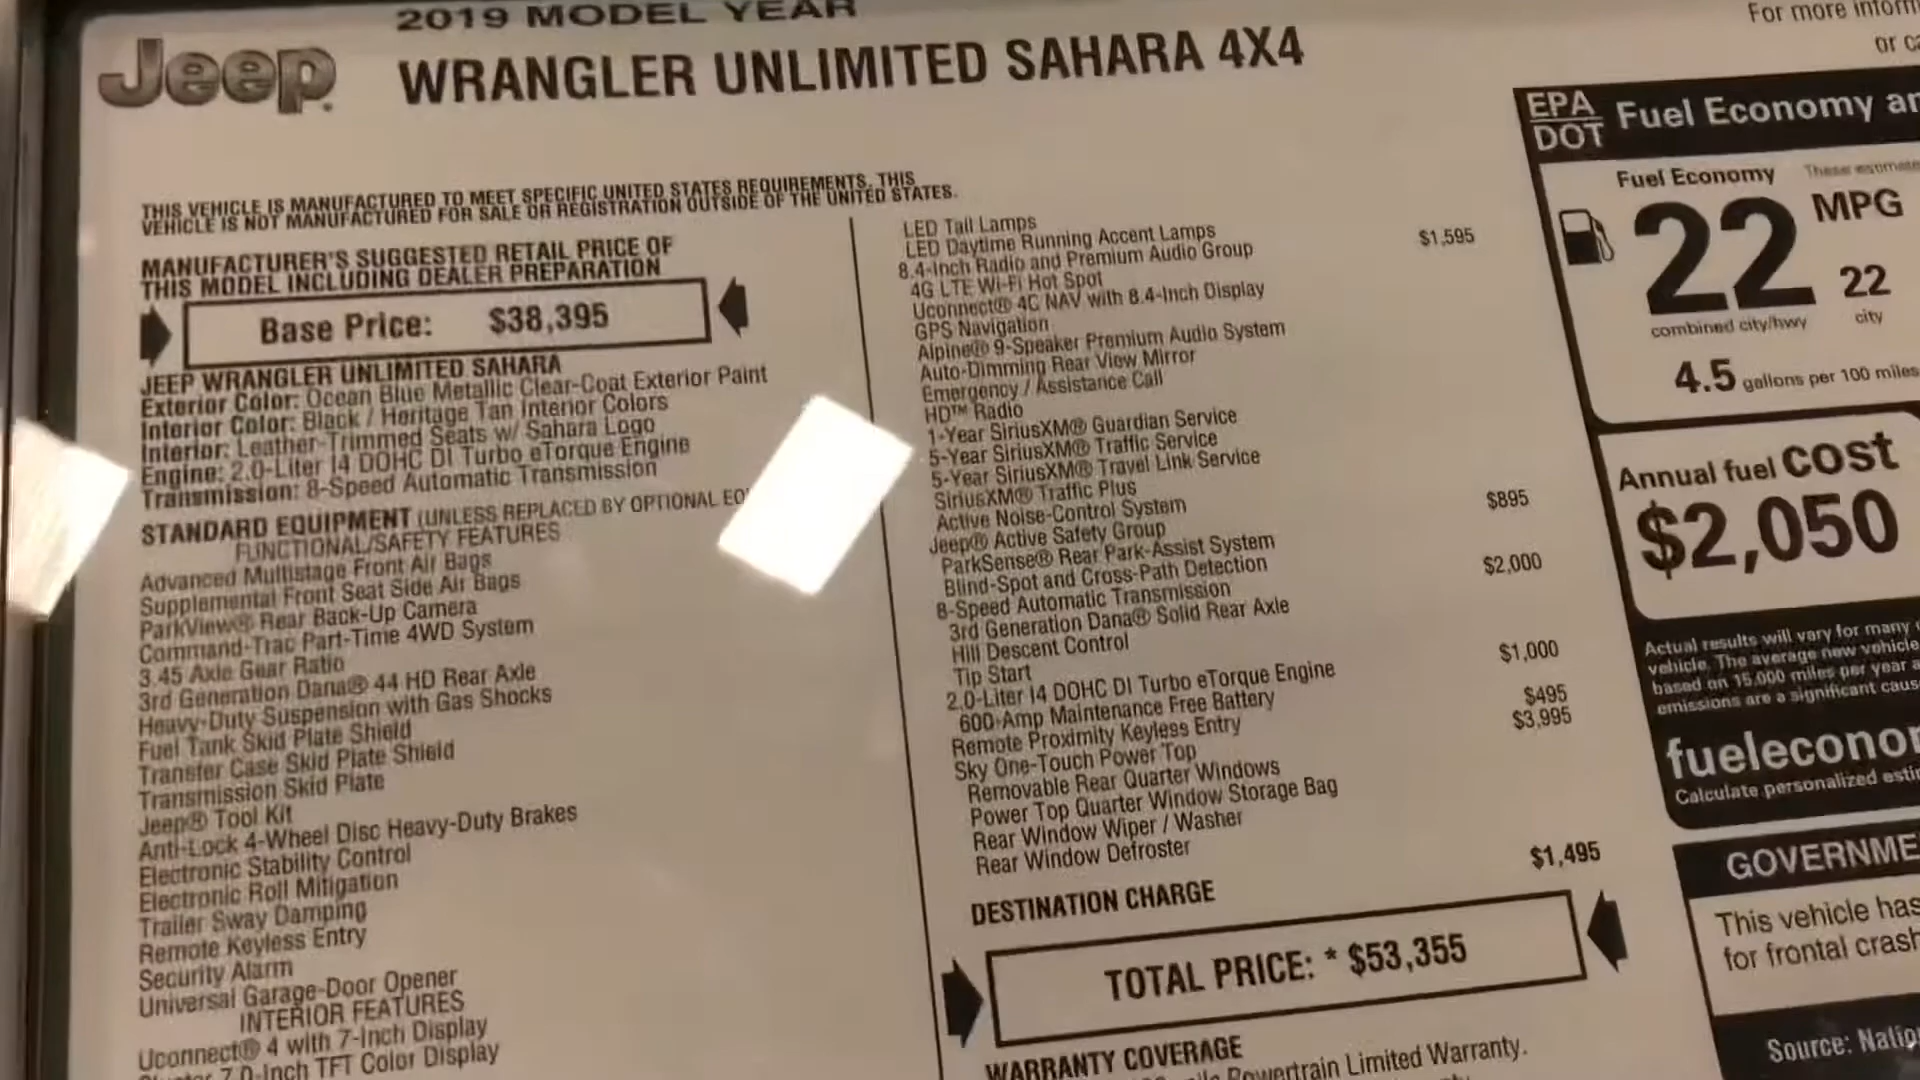 2019 MODEL YEAR
Jeep
WRANGLER UNLIMITED SAHARA 4X4
THIS VEHICLE IS MANUFACTURED TO MEET SPECIFIC UNITED STATES REQUIREMENTS. THIS
VEHICLE IS NOT MANUFACTURED FOR SALE OR REGISTRATION OUTSIDE OF THE UNITED STATES.
MANUFACTURER'S SUGGESTED RETAIL PRICE OF
THIS MODEL INCLUDING DEALER PREPARATION
Base Price: $38,395
JEEP WRANGLER UNLIMITED SAHARA
Exterior Color: Ocean Blue Metallic Clear-Coat Exterior Paint
Interior Color: Black / Heritage Tan Interior Colors
Interior: Leather-Trimmed Seats w/ Sahara Logo
Engine: 2.0-Liter I4 DOHC DI Turbo eTorque Engine
Transmission: 8-Speed Automatic Transmission
STANDARD EQUIPMENT (UNLESS REPLACED BY OPTIONAL
FUNCTIONAL/SAFETY FEATURES
Advanced Multistage Front Air Bags
Supplemental Front Seat Side Air Bags
ParkView® Rear Back-Up Camera
Command-Trac Part-Time 4WD System
3.45 Axle Gear Ratio
3rd Generation Dana® 44 HD Rear Axle
Heavy-Duty Suspension with Gas Shocks
Fuel Tank Skid Plate Shield
Transfer Case Skid Plate Shield
Transmission Skid Plate
Jeep® Tool Kit
Anti-Lock 4-Wheel Disc Heavy-Duty Brakes
Electronic Stability Control
Electronic Roll Mitigation
Trailer Sway Damping
Remote Keyless Entry
Security Alarm
Universal Garage-Door Opener
INTERIOR FEATURES
Uconnect® 4 with 7-Inch Display
Cluster 7.0-Inch TFT Color Display
LED Tail Lamps
LED Daytime Running Accent Lamps
8.4-Inch Radio and Premium Audio Group $1,595
4G LTE Wi-Fi Hot Spot
Uconnect® 4C NAV with 8.4-Inch Display
GPS Navigation
Alpine® 9-Speaker Premium Audio System
Auto-Dimming Rear View Mirror
Emergency / Assistance Call
HD™ Radio
1-Year SiriusXM® Guardian Service
5-Year SiriusXM® Traffic Service
5-Year SiriusXM® Travel Link Service
SiriusXM® Traffic Plus
Active Noise-Control System
Jeep® Active Safety Group $895
ParkSense® Rear Park-Assist System
Blind-Spot and Cross-Path Detection
8-Speed Automatic Transmission $2,000
3rd Generation Dana® Solid Rear Axle
Hill Descent Control
Tip Start
2.0-Liter I4 DOHC DI Turbo eTorque Engine $1,000
600-Amp Maintenance Free Battery
Remote Proximity Keyless Entry $495
Sky One-Touch Power Top $3,995
Removable Rear Quarter Windows
Power Top Quarter Window Storage Bag
Rear Window Wiper / Washer
Rear Window Defroster
DESTINATION CHARGE $1,495
TOTAL PRICE: * $53,355
WARRANTY COVERAGE
Powertrain Limited Warranty.
For more
or
EPA
DOT
Fuel Economy
Fuel Economy
These
22 MPG
22
city
combined city/hwy
4.5 gallons per 100 miles
Annual fuel cost
$2,050
Actual results will vary for many
vehicle. The average new vehicle
based on 15,000 miles per year
emissions are a significant
Calculate personalized
This vehicle has
for frontal
Source: